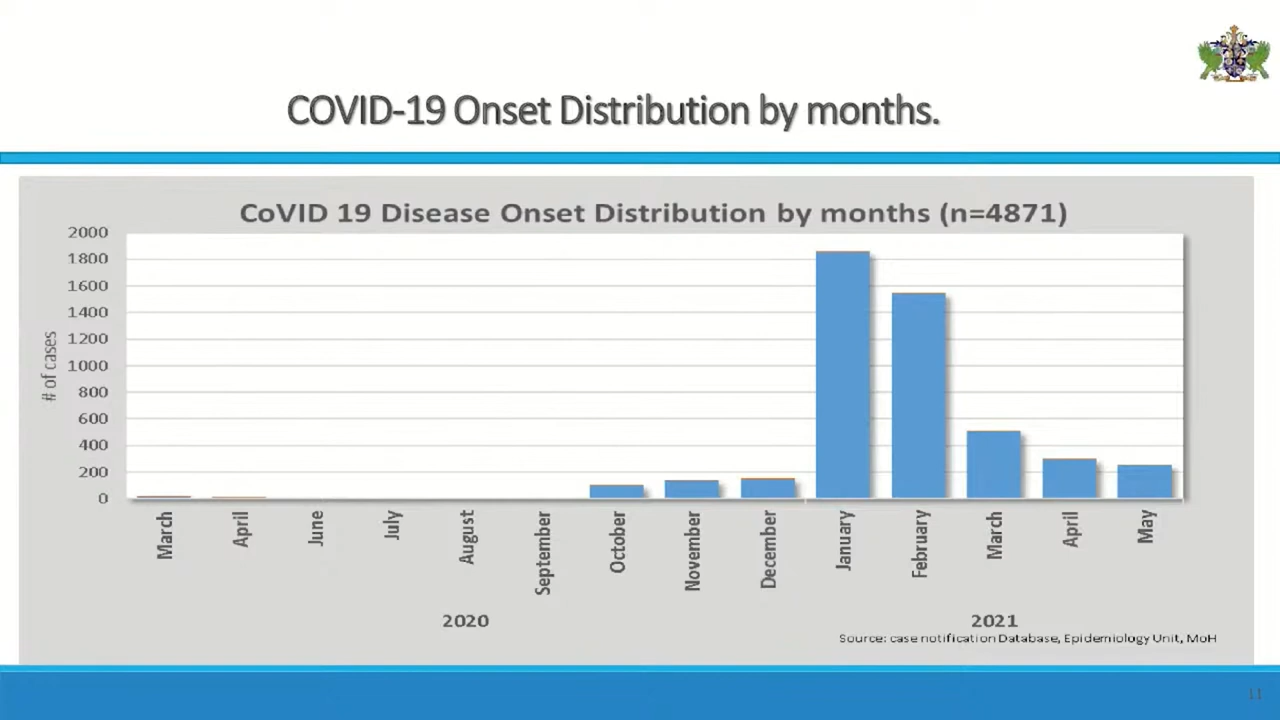 COVID-19 Onset Distribution by months.
CoVID 19 Disease Onset Distribution by months (n=4871)
# of cases
2000
1800
1600
1400
1200
1000
800
600
400
200
0
March
April
June
July
August
September
October
November
December
January
February
March
April
May
2020
2021
Source: case notification Database, Epidemiology Unit, MoH
11